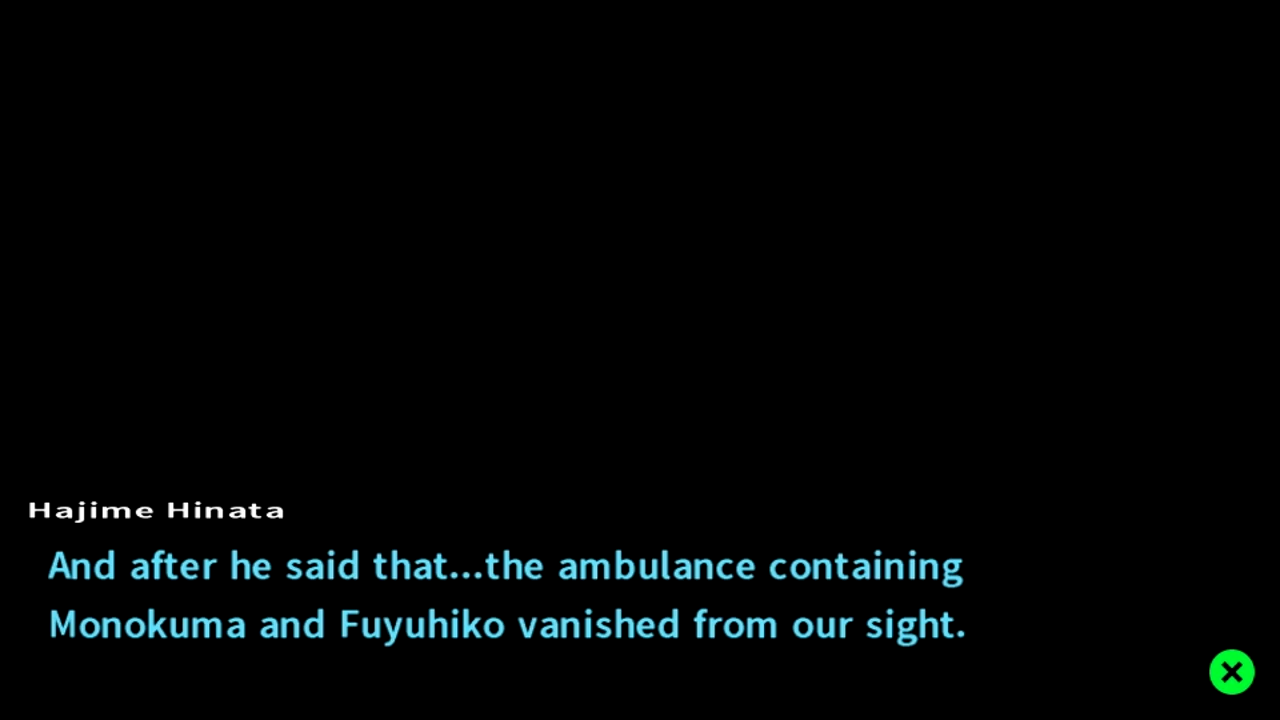 Hajime Hinata
And after he said that...the ambulance containing
Monokuma and Fuyuhiko vanished from our sight.